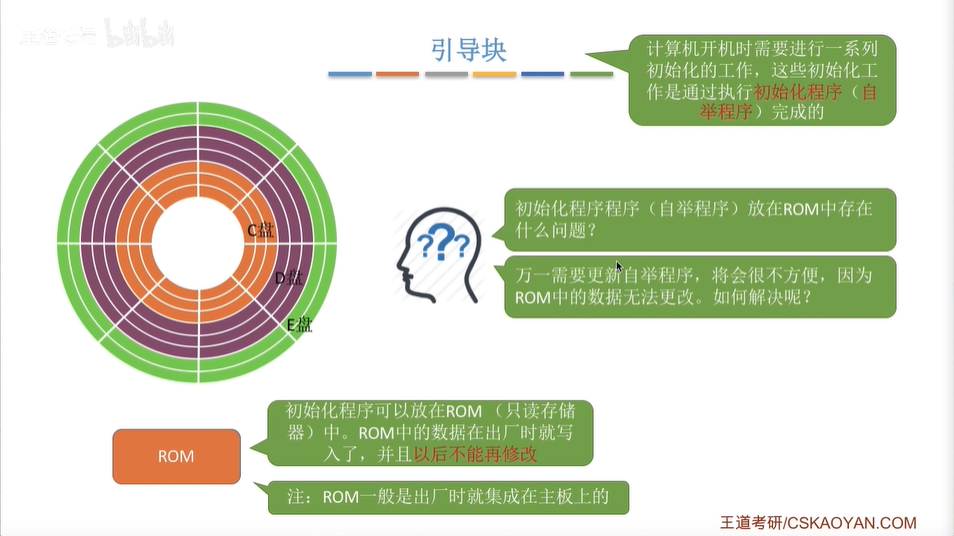 王道考研 bilibili
引导块
计算机开机时需要进行一系列
初始化的工作，这些初始化工
作是通过执行初始化程序（自
举程序）完成的
C盘
D盘
E盘
???
初始化程序程序（自举程序）放在ROM中存在
什么问题？
万一需要更新自举程序，将会很不方便，因为
ROM中的数据无法更改。如何解决呢？
ROM
初始化程序可以放在ROM （只读存储
器）中。ROM中的数据在出厂时就写
入了，并且以后不能再修改
注：ROM一般是出厂时就集成在主板上的
王道考研/CSKAOYAN.COM